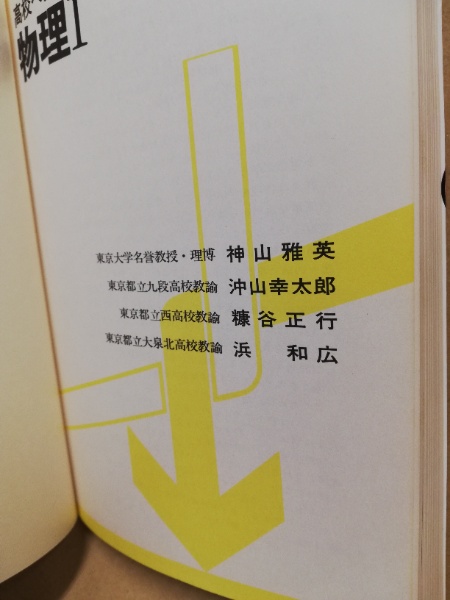 高校
物理I
東京大学名誉教授・理博 神山雅英
東京都立九段高校教諭 沖山幸太郎
東京都立西高校教諭 糠谷正行
東京都立大泉北高校教諭 浜 和広